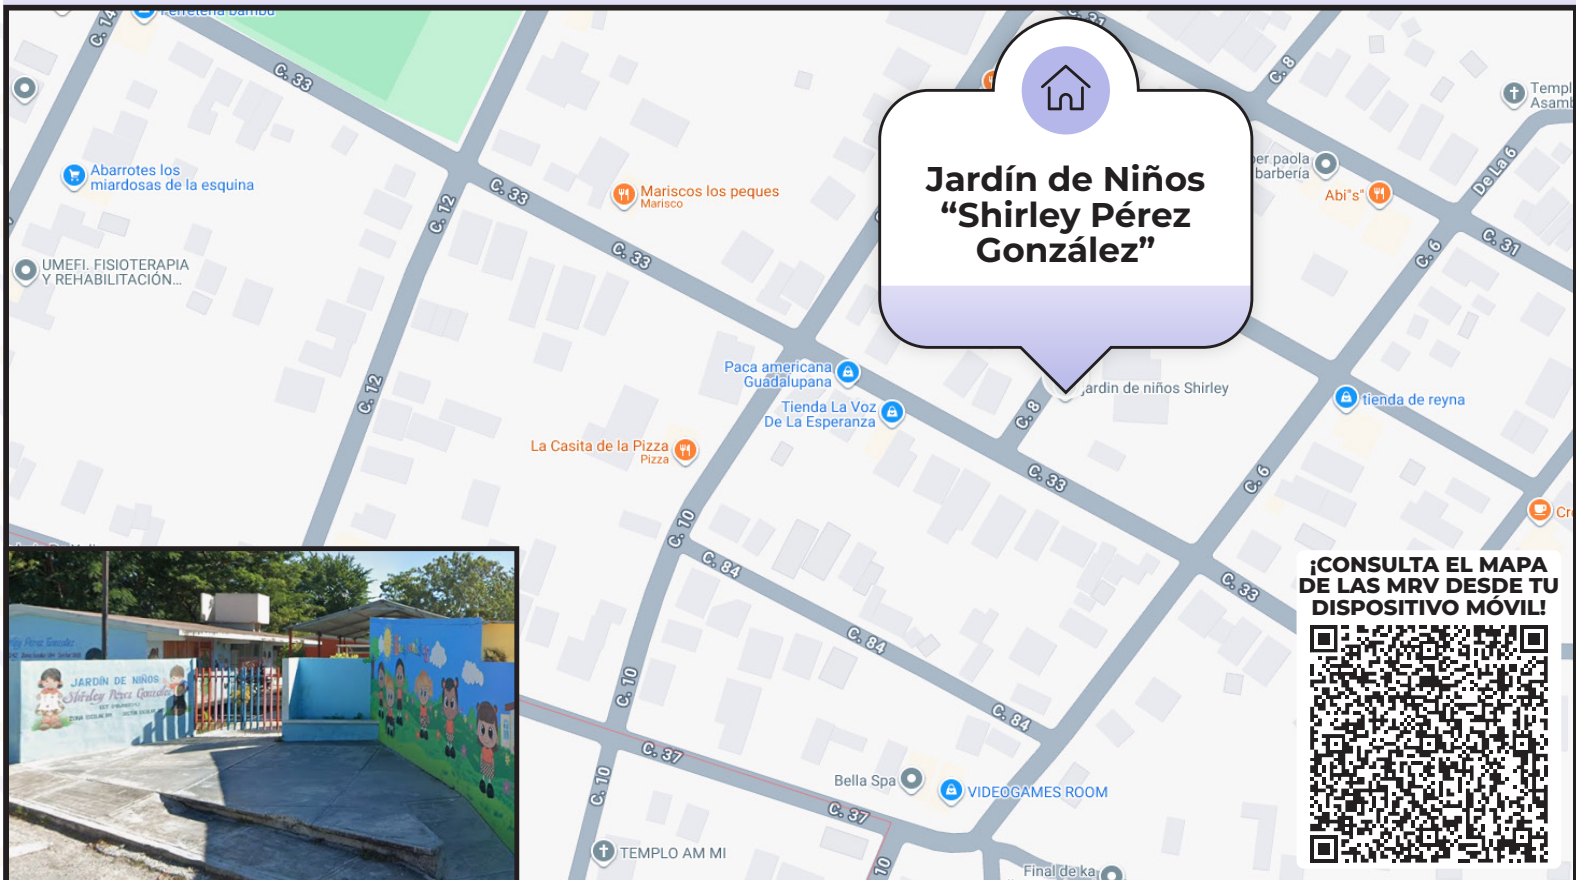 Ferretería bambú
C. 14
C. 33
C. 31
C. 8
Abarrotes los
miardosas de la esquina
C. 12
C. 33
Mariscos los peques
Marisco
Jardín de Niños
“Shirley Pérez
González”
barbería
Abi"s"
De La 6
C. 6
C. 31
UMEFI. FISIOTERAPIA
Y REHABILITACIÓN...
C. 33
Paca americana
Guadalupana
Tienda La Voz
De La Esperanza
jardin de niños Shirley
tienda de reyna
C. 12
C. 8
La Casita de la Pizza
Pizza
C. 33
C. 6
C. 10
C. 84
C. 33
¡CONSULTA EL MAPA
DE LAS MRV DESDE TU
DISPOSITIVO MÓVIL!
JARDÍN DE NIÑOS
Shirley Pérez González
C. 84
C. 10
C. 84
C. 37
C. 10
Bella Spa
VIDEOGAMES ROOM
C. 37
TEMPLO AM MI
10
Final de ka